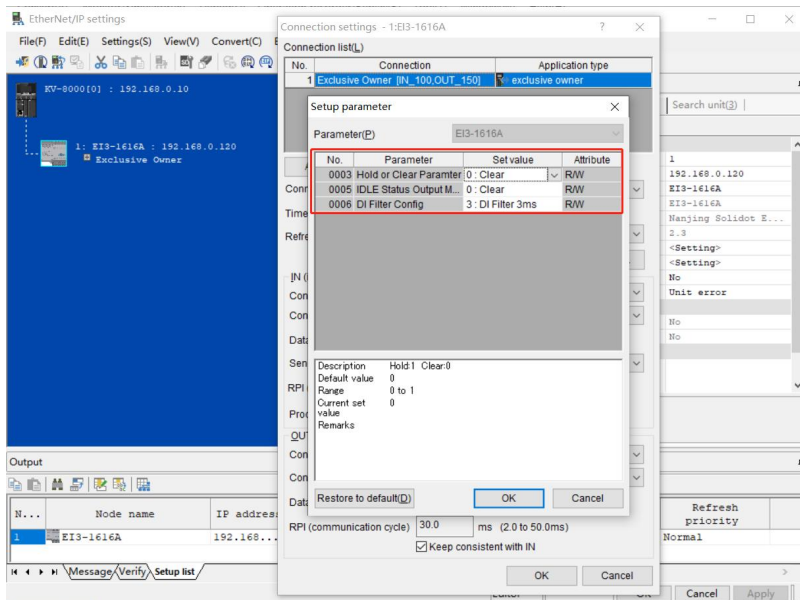 EtherNet/IP settings
File(F) Edit(E) Settings(S) View(V) Convert(C)
KV-8000[0] : 192.168.0.10
1: EI3-1616A : 192.168.0.120
Exclusive Owner
Connection settings - 1:EI3-1616A
Connection list(L)
No. Connection Application type
1 Exclusive Owner [IN_100,OUT_150] exclusive owner
Setup parameter
Parameter(P) EI3-1616A
No. Parameter Set value Attribute
0003 Hold or Clear Paramter 0 : Clear R/W
0005 IDLE Status Output M... 0 : Clear R/W
0006 DI Filter Config 3 : DI Filter 3ms R/W
Description Hold:1 Clear:0
Default value 0
Range 0 to 1
Current set value 0
Remarks
Restore to default(D) OK Cancel
RPI (communication cycle) 30.0 ms (2.0 to 50.0ms)
Keep consistent with IN
OK Cancel
Search unit(3)
1
192.168.0.120
EI3-1616A
EI3-1616A
Nanjing Solidot E...
2.3
<Setting>
<Setting>
No
Unit error
No
No
Output
N... Node name IP address Refresh priority
1 EI3-1616A 192.168... Normal
Message Verify Setup list
Cancel Apply